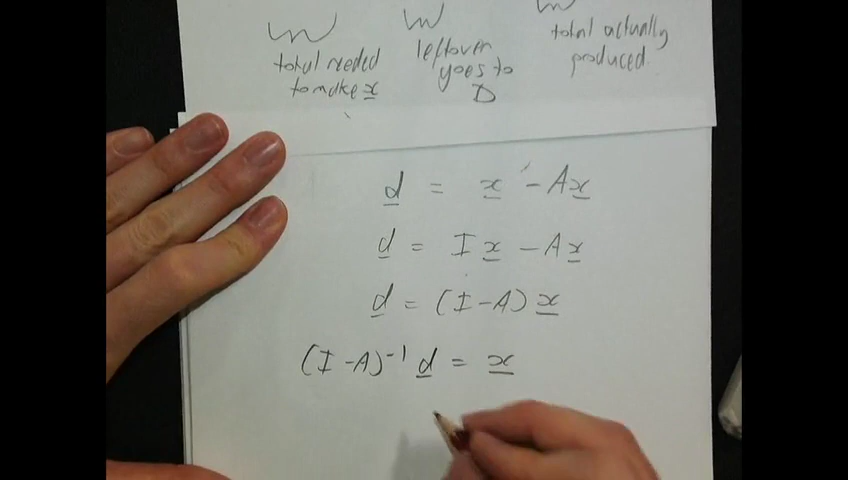 total needed
to make x
leftover
goes to
D
total actually
produced
d = x - Ax
d = Ix - Ax
d = (I-A) x
(I-A)⁻¹ d = x